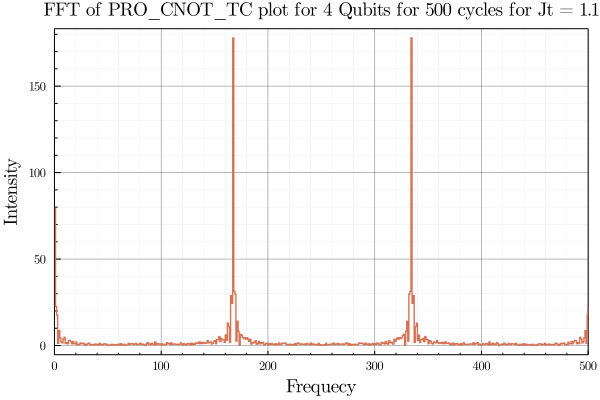 FFT of PRO_CNOT_TC plot for 4 Qubits for 500 cycles for Jt = 1.1
150
100
50
0
Intensity
0 100 200 300 400 500
Frequecy